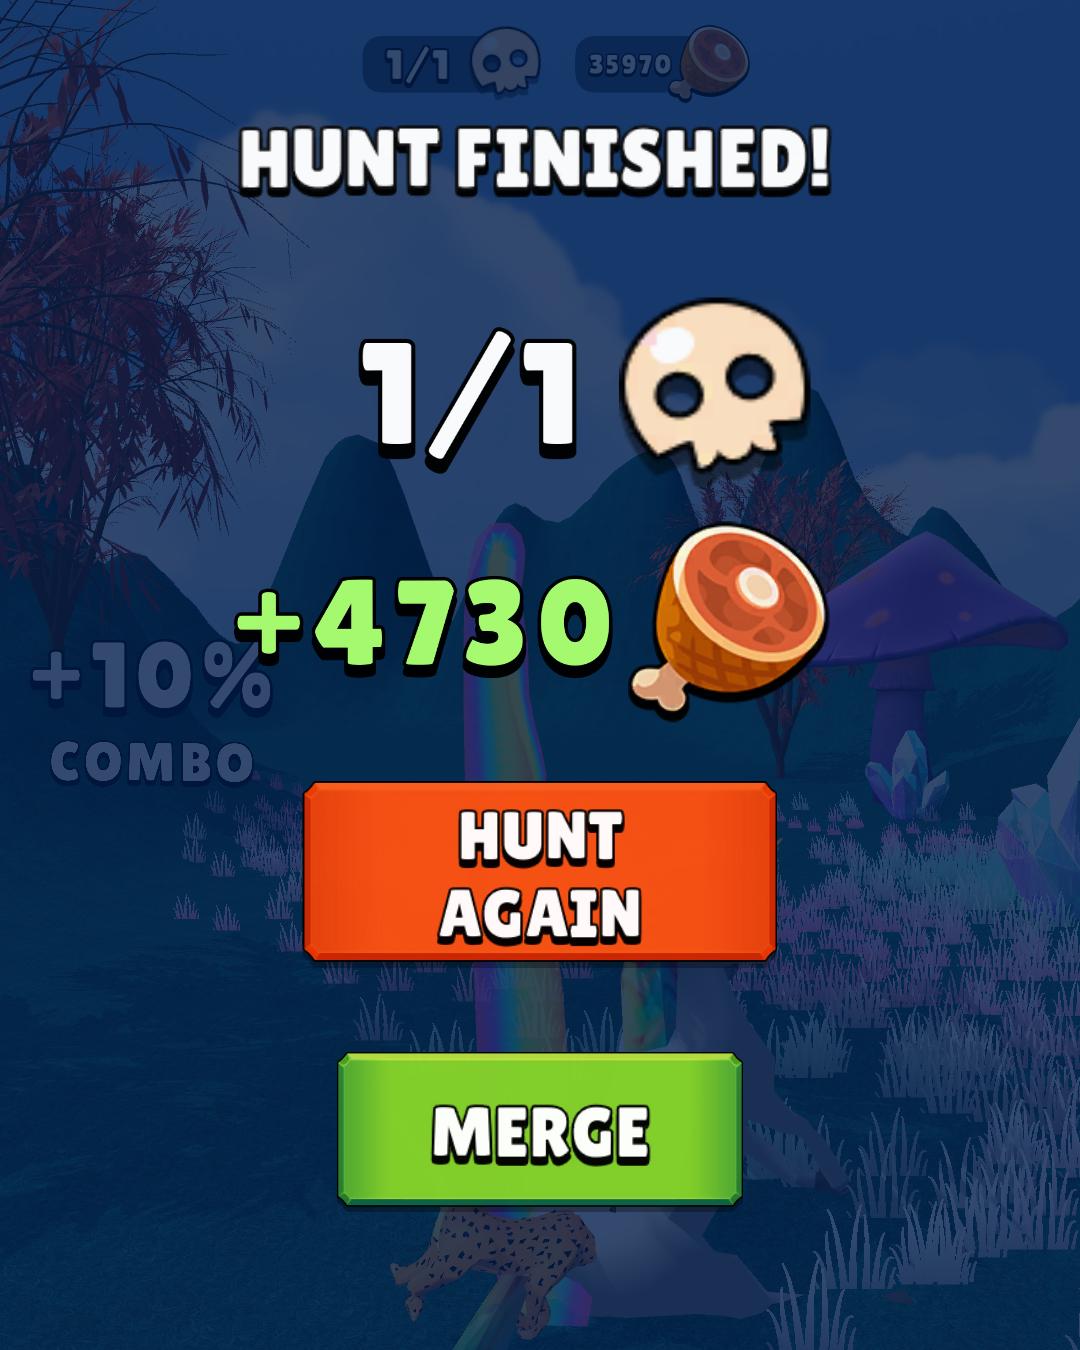 1/1
35970
HUNT FINISHED!
1/1
+4730
+10%
COMBO
HUNT
AGAIN
MERGE